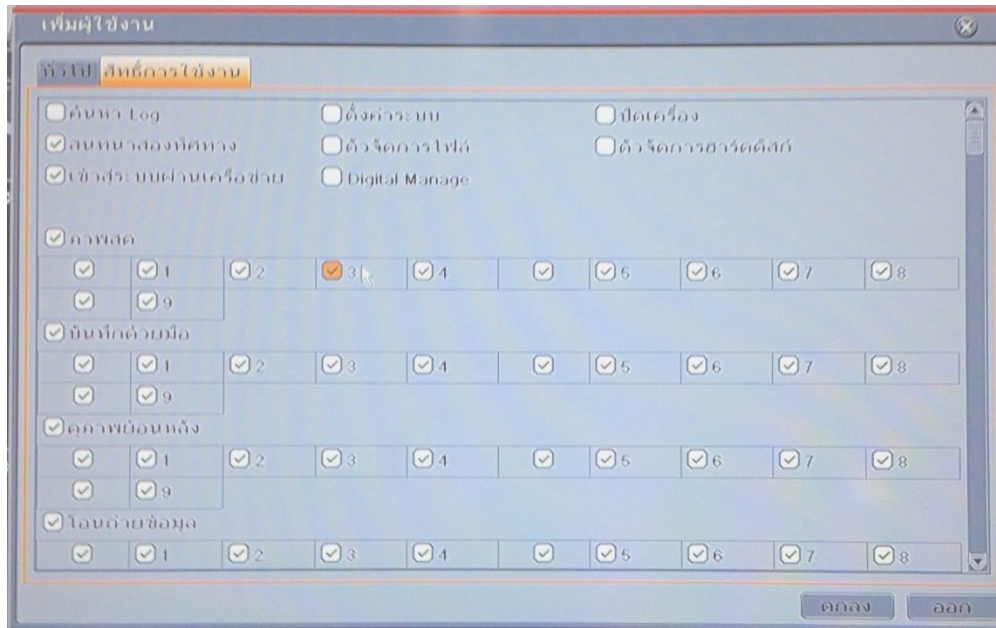 เพิ่มผู้ใช้งาน
ทั่วไป สิทธิ์การใช้งาน
ค้นหา Log ตั้งค่าระบบ ปิดเครื่อง
สนทนาสองทิศทาง ตัวจัดการไฟล์ ตัวจัดการฮาร์ดดิสก์
เข้าสู่ระบบผ่านเครือข่าย Digital Manage
ภาพสด
1 2 3 4 5 6 7 8
9
บันทึกด้วยมือ
1 2 3 4 5 6 7 8
9
ดูภาพย้อนหลัง
1 2 3 4 5 6 7 8
9
โอนถ่ายข้อมูล
1 2 3 4 5 6 7 8
ตกลง ออก